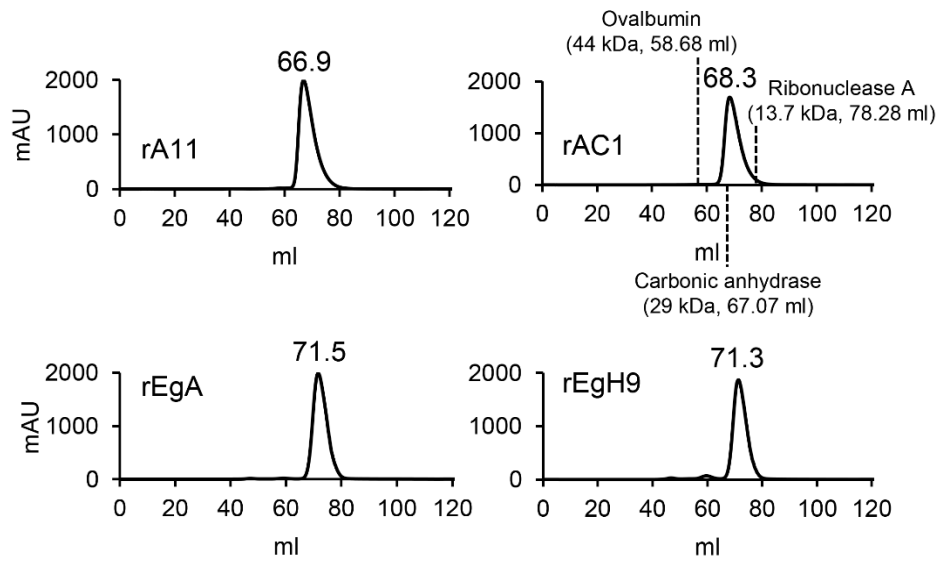 Ovalbumin
(44 kDa, 58.68 ml)
66.9
2000
1000
0
mAU
rA11
0 20 40 60 80 100 120
ml
68.3
Ribonuclease A
(13.7 kDa, 78.28 ml)
2000
1000
0
rAC1
0 20 40 60 80 100 120
ml
Carbonic anhydrase
(29 kDa, 67.07 ml)
71.5
2000
1000
0
mAU
rEgA
0 20 40 60 80 100 120
ml
71.3
2000
1000
0
rEgH9
0 20 40 60 80 100 120
ml